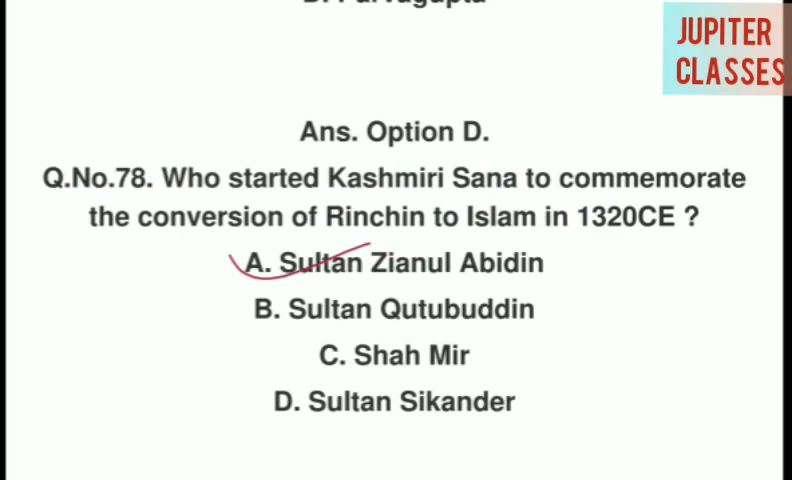 JUPITER
CLASSES
Ans. Option D.
Q.No.78. Who started Kashmiri Sana to commemorate
the conversion of Rinchin to Islam in 1320CE ?
A. Sultan Zianul Abidin
B. Sultan Qutubuddin
C. Shah Mir
D. Sultan Sikander